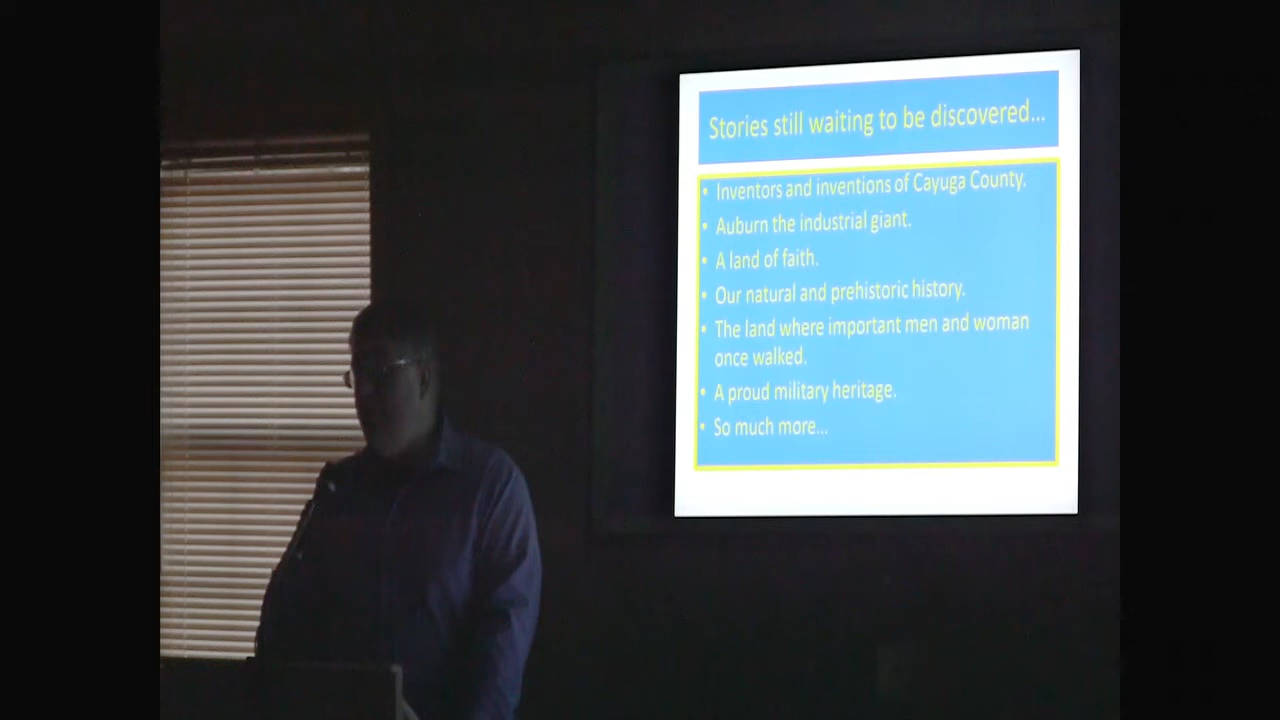 Stories still waiting to be discovered...
• Inventors and inventions of Cayuga County.
• Auburn the industrial giant.
• A land of faith.
• Our natural and prehistoric history.
• The land where important men and woman
once walked.
• A proud military heritage.
• So much more...